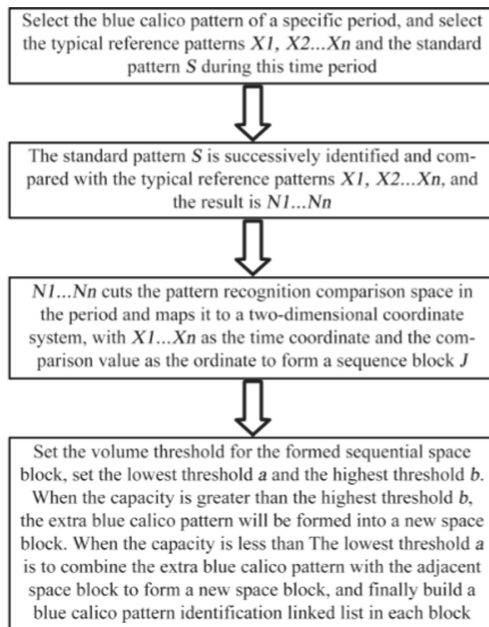 Select the blue calico pattern of a specific period, and select
the typical reference patterns X1, X2...Xn and the standard
pattern S during this time period
The standard pattern S is successively identified and com-
pared with the typical reference patterns X1, X2...Xn, and
the result is N1...Nn
N1...Nn cuts the pattern recognition comparison space in
the period and maps it to a two-dimensional coordinate
system, with X1...Xn as the time coordinate and the com-
parison value as the ordinate to form a sequence block J
Set the volume threshold for the formed sequential space
block, set the lowest threshold a and the highest threshold b.
When the capacity is greater than the highest threshold b,
the extra blue calico pattern will be formed into a new space
block. When the capacity is less than The lowest threshold a
is to combine the extra blue calico pattern with the adjacent
space block to form a new space block, and finally build a
blue calico pattern identification linked list in each block